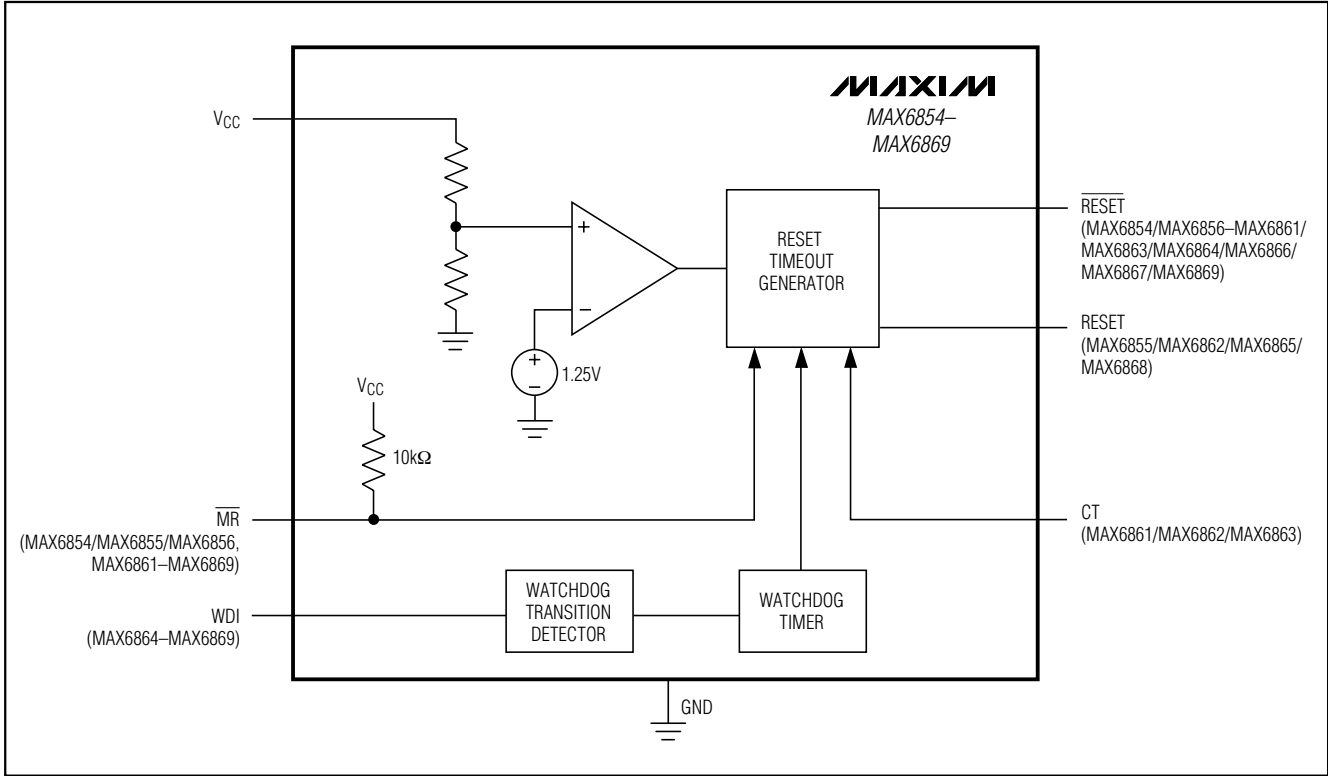 MAXIM
MAX6854–
MAX6869
VCC
+
−
RESET
TIMEOUT
GENERATOR
RESET
(MAX6854/MAX6856–MAX6861/
MAX6863/MAX6864/MAX6866/
MAX6867/MAX6869)
RESET
(MAX6855/MAX6862/MAX6865/
MAX6868)
+
−
1.25V
VCC
10kΩ
MR
(MAX6854/MAX6855/MAX6856,
MAX6861–MAX6869)
CT
(MAX6861/MAX6862/MAX6863)
WDI
(MAX6864–MAX6869)
WATCHDOG
TRANSITION
DETECTOR
WATCHDOG
TIMER
GND